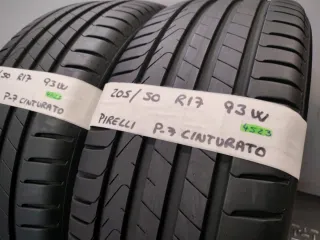 /50 R17 93W
4523
P.7 CINTURATO
205/50 R17 93W
4523
PIRELLI P.7 CINTURATO